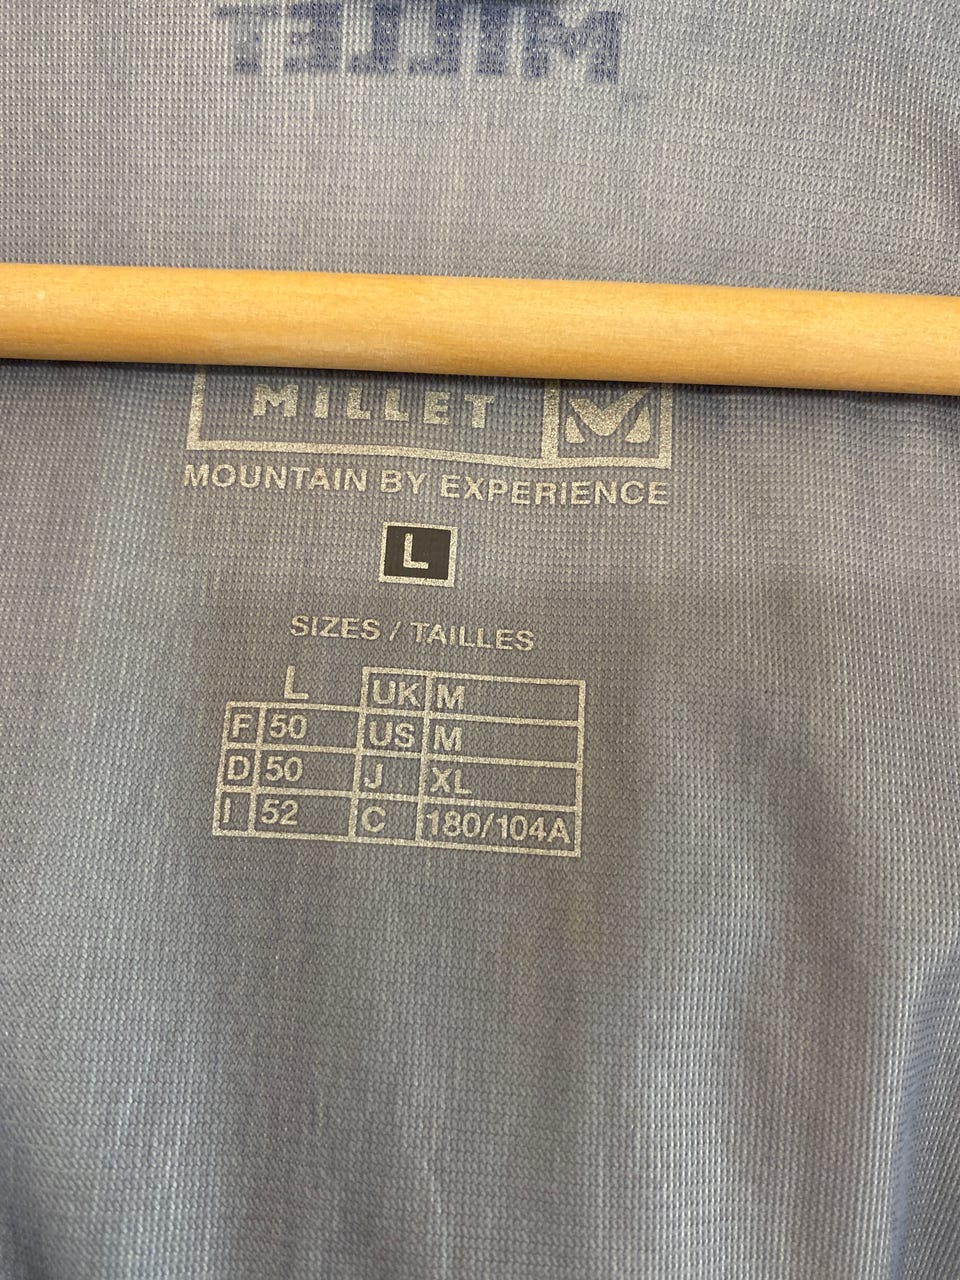 MILLET
MILLET
MOUNTAIN BY EXPERIENCE
L
SIZES / TAILLES
L UK M
F 50 US M
D 50 J XL
I 52 C 180/104A